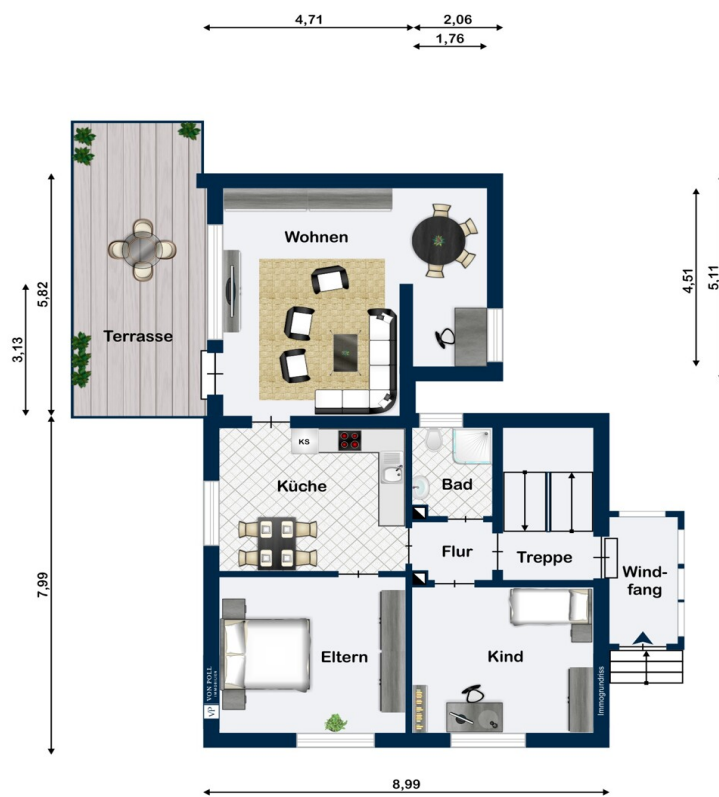 4,71
2,06
1,76
Wohnen
Terrasse
5,82
3,13
4,51
5,11
KS
Küche
Bad
Flur
Treppe
Wind-
fang
Eltern
Kind
7,99
VP VON POLL
IMMOBILIEN
Immogrundriss
8,99